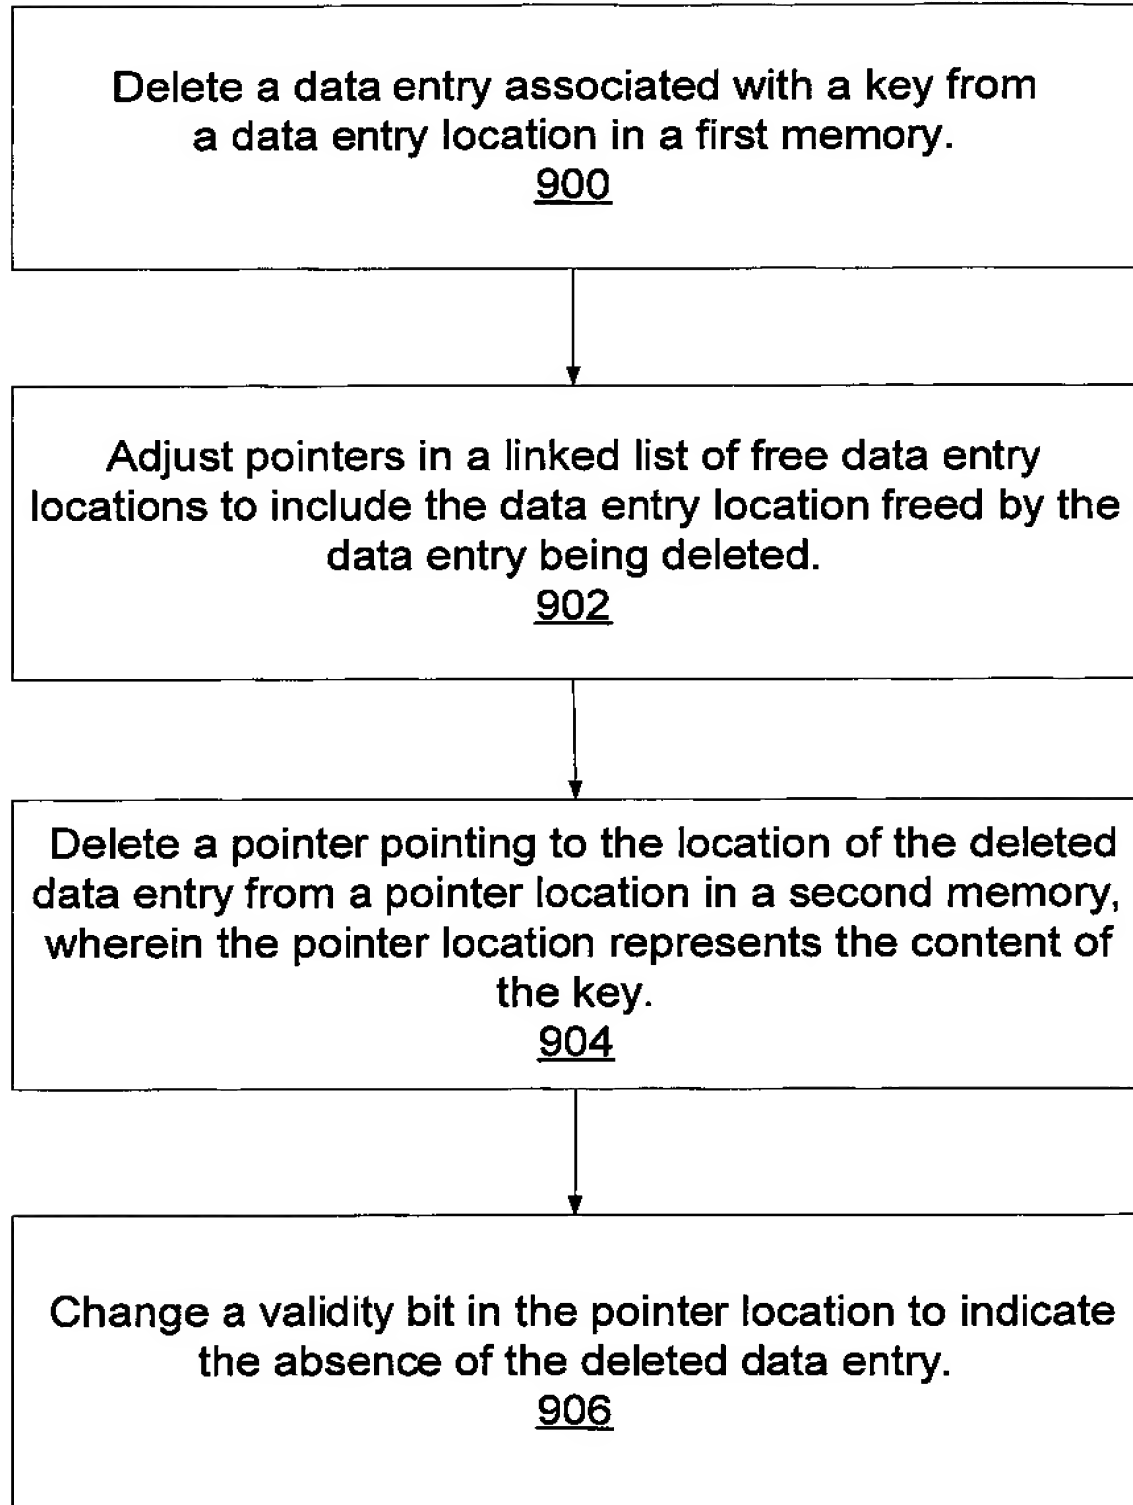 Delete a data entry associated with a key from
a data entry location in a first memory.
900
Adjust pointers in a linked list of free data entry
locations to include the data entry location freed by the
data entry being deleted.
902
Delete a pointer pointing to the location of the deleted
data entry from a pointer location in a second memory,
wherein the pointer location represents the content of
the key.
904
Change a validity bit in the pointer location to indicate
the absence of the deleted data entry.
906